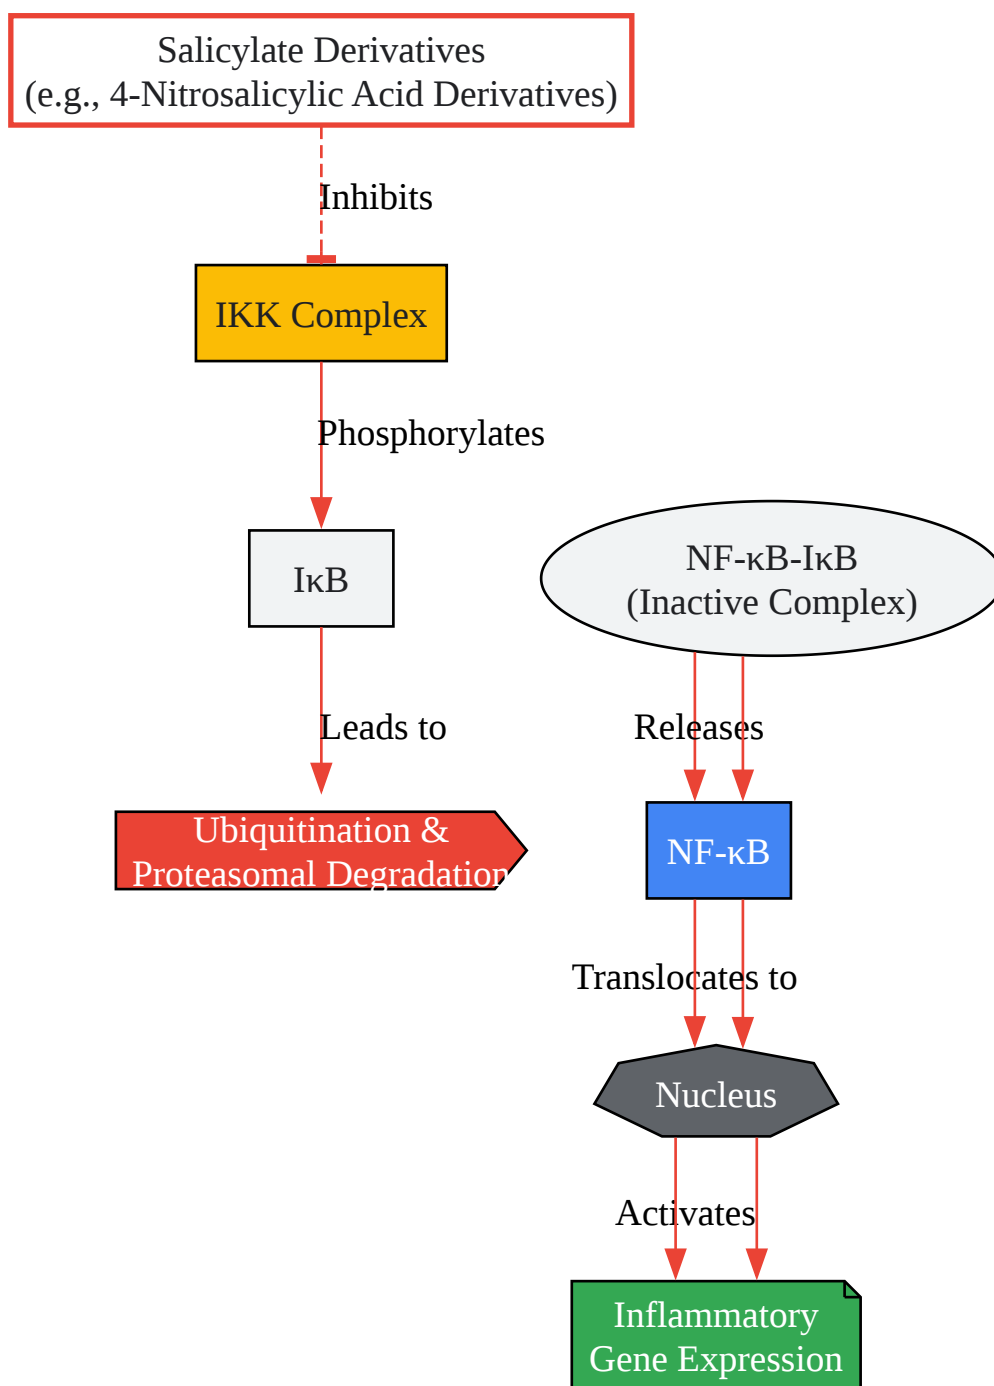 Salicylate Derivatives
(e.g., 4-Nitrosalicylic Acid Derivatives)
Inhibits
IKK Complex
Phosphorylates
IκB
NF-κB-IκB
(Inactive Complex)
Leads to
Releases
Ubiquitination &
Proteasomal Degradation
NF-κB
Translocates to
Nucleus
Activates
Inflammatory
Gene Expression